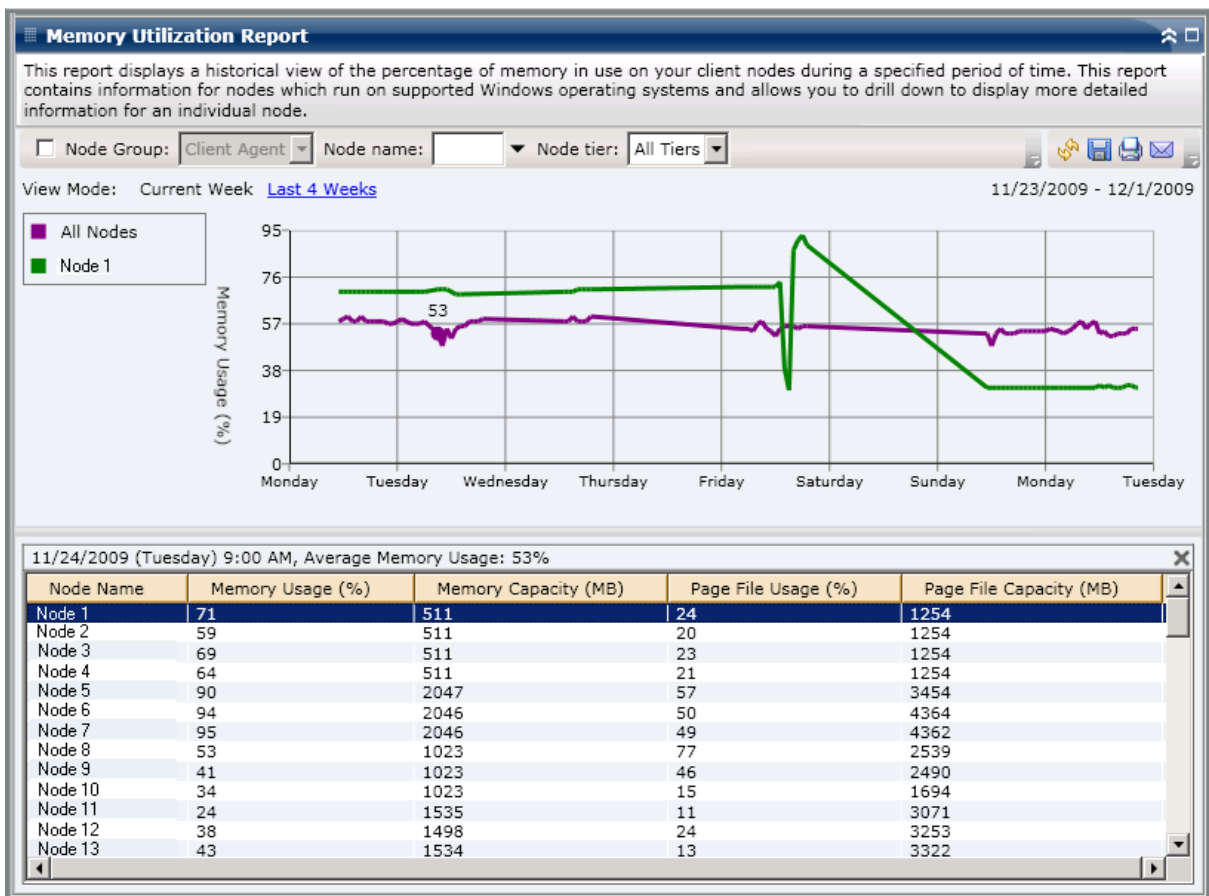 Memory Utilization Report
This report displays a historical view of the percentage of memory in use on your client nodes during a specified period of time. This report
contains information for nodes which run on supported Windows operating systems and allows you to drill down to display more detailed
information for an individual node.
Node Group: Client Agent Node name: Node tier: All Tiers
View Mode: Current Week Last 4 Weeks 11/23/2009 - 12/1/2009
All Nodes
Node 1
Memory Usage (%)
95
76
57
38
19
0
53
Monday Tuesday Wednesday Thursday Friday Saturday Sunday Monday Tuesday
11/24/2009 (Tuesday) 9:00 AM, Average Memory Usage: 53%
Node Name Memory Usage (%) Memory Capacity (MB) Page File Usage (%) Page File Capacity (MB)
Node 1 71 511 24 1254
Node 2 59 511 20 1254
Node 3 69 511 23 1254
Node 4 64 511 21 1254
Node 5 90 2047 57 3454
Node 6 94 2046 50 4364
Node 7 95 2046 49 4362
Node 8 53 1023 77 2539
Node 9 41 1023 46 2490
Node 10 34 1023 15 1694
Node 11 24 1535 11 3071
Node 12 38 1498 24 3253
Node 13 43 1534 13 3322